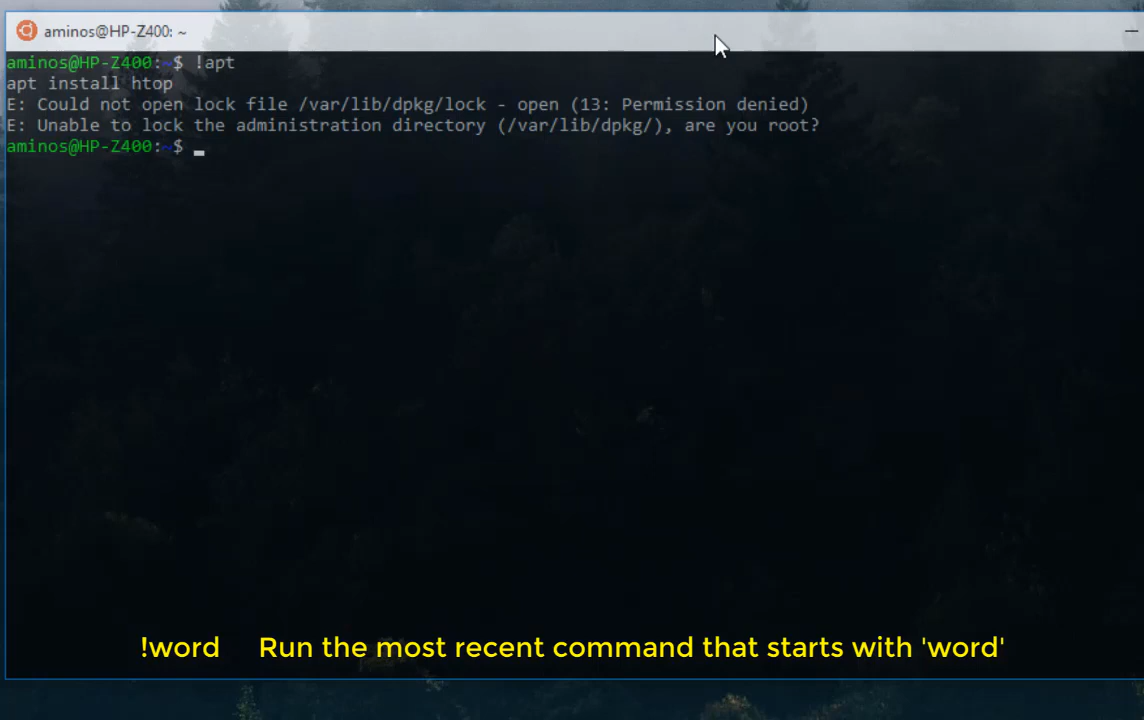 aminos@HP-Z400: ~
aminos@HP-Z400:~$ !apt
apt install htop
E: Could not open lock file /var/lib/dpkg/lock - open (13: Permission denied)
E: Unable to lock the administration directory (/var/lib/dpkg/), are you root?
aminos@HP-Z400:~$
!word Run the most recent command that starts with 'word'